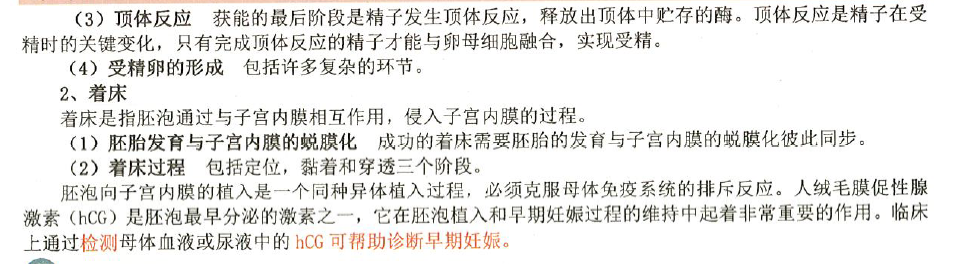 （3）顶体反应 获能的最后阶段是精子发生顶体反应，释放出顶体中贮存的酶。顶体反应是精子在受
精时的关键变化，只有完成顶体反应的精子才能与卵母细胞融合，实现受精。
（4）受精卵的形成 包括许多复杂的环节。
2、着床
着床是指胚泡通过与子宫内膜相互作用，侵入子宫内膜的过程。
（1）胚胎发育与子宫内膜的蜕膜化 成功的着床需要胚胎的发育与子宫内膜的蜕膜化彼此同步。
（2）着床过程 包括定位，黏着和穿透三个阶段。
胚泡向子宫内膜的植入是一个同种异体植入过程，必须克服母体免疫系统的排斥反应。人绒毛膜促性腺
激素（hCG）是胚泡最早分泌的激素之一，它在胚泡植入和早期妊娠过程的维持中起着非常重要的作用。临床
上通过检测母体血液或尿液中的 hCG 可帮助诊断早期妊娠。